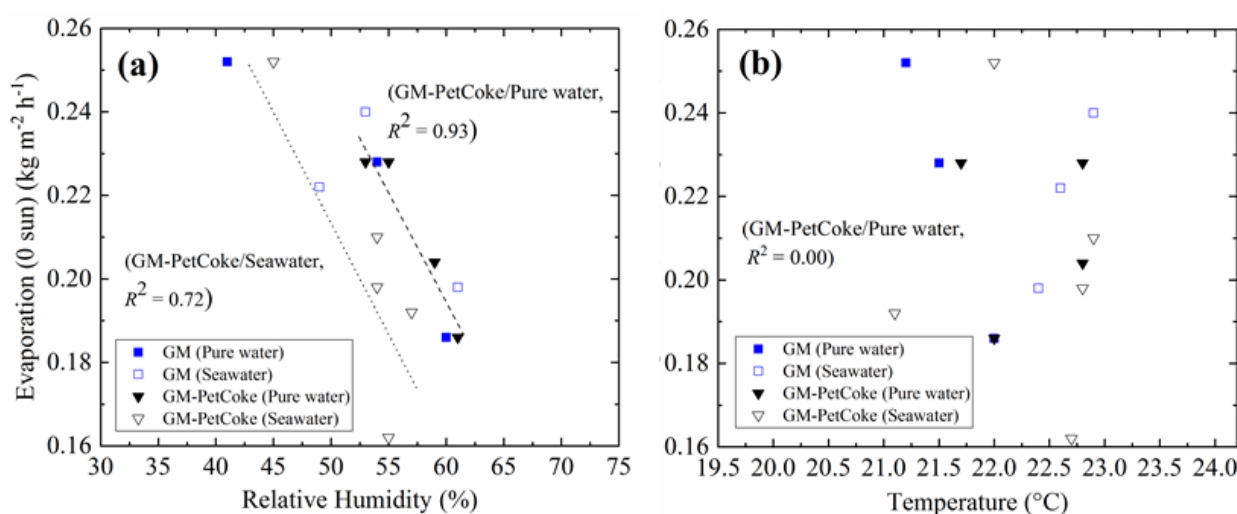 Evaporation (0 sun) (kg m⁻² h⁻¹)
0.26
0.24
0.22
0.20
0.18
0.16
(a)
(GM-PetCoke/Pure water,
R² = 0.93)
(GM-PetCoke/Seawater,
R² = 0.72)
GM (Pure water)
GM (Seawater)
GM-PetCoke (Pure water)
GM-PetCoke (Seawater)
30 35 40 45 50 55 60 65 70 75
Relative Humidity (%)
0.26
0.24
0.22
0.20
0.18
0.16
(b)
(GM-PetCoke/Pure water,
R² = 0.00)
GM (Pure water)
GM (Seawater)
GM-PetCoke (Pure water)
GM-PetCoke (Seawater)
19.5 20.0 20.5 21.0 21.5 22.0 22.5 23.0 23.5 24.0
Temperature (°C)